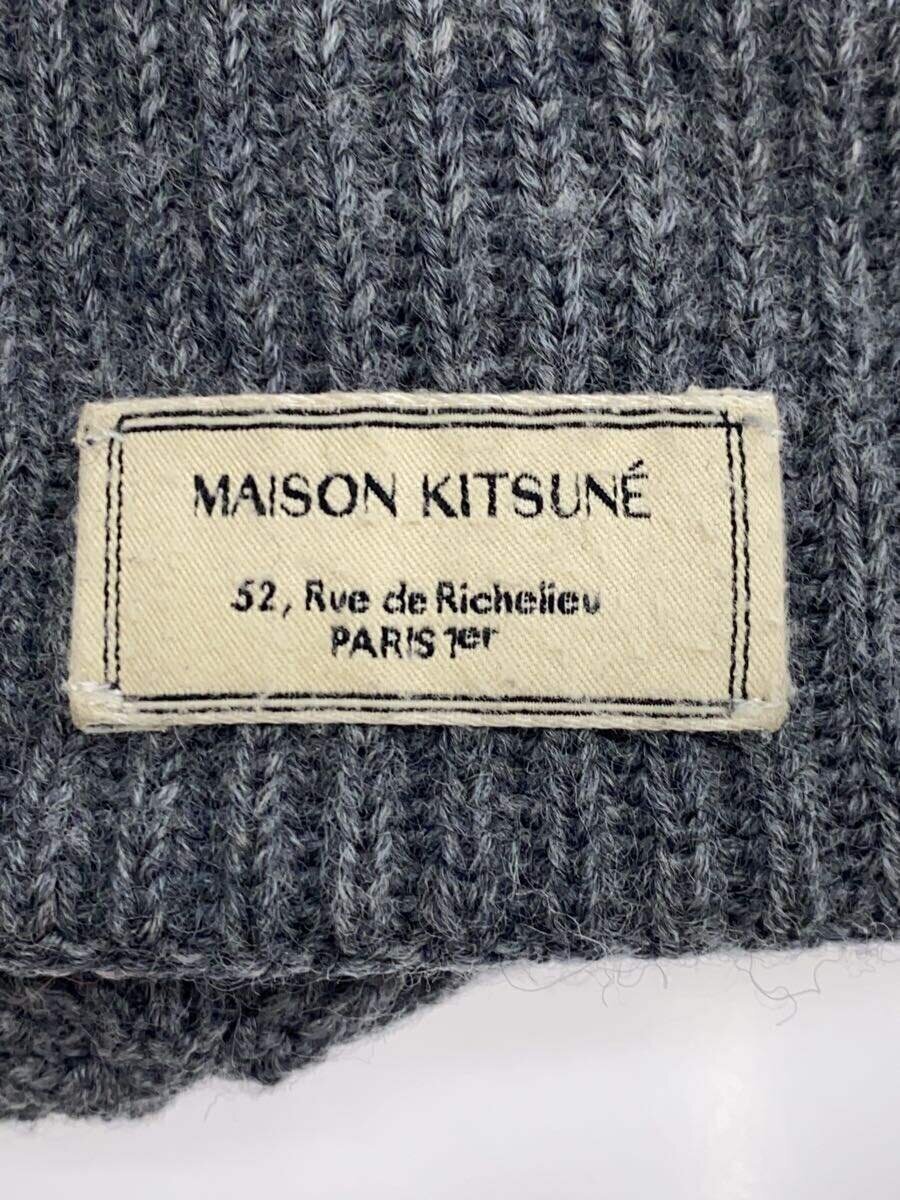 MAISON KITSUNÉ
52, Rue de Richelieu
PARIS 1er